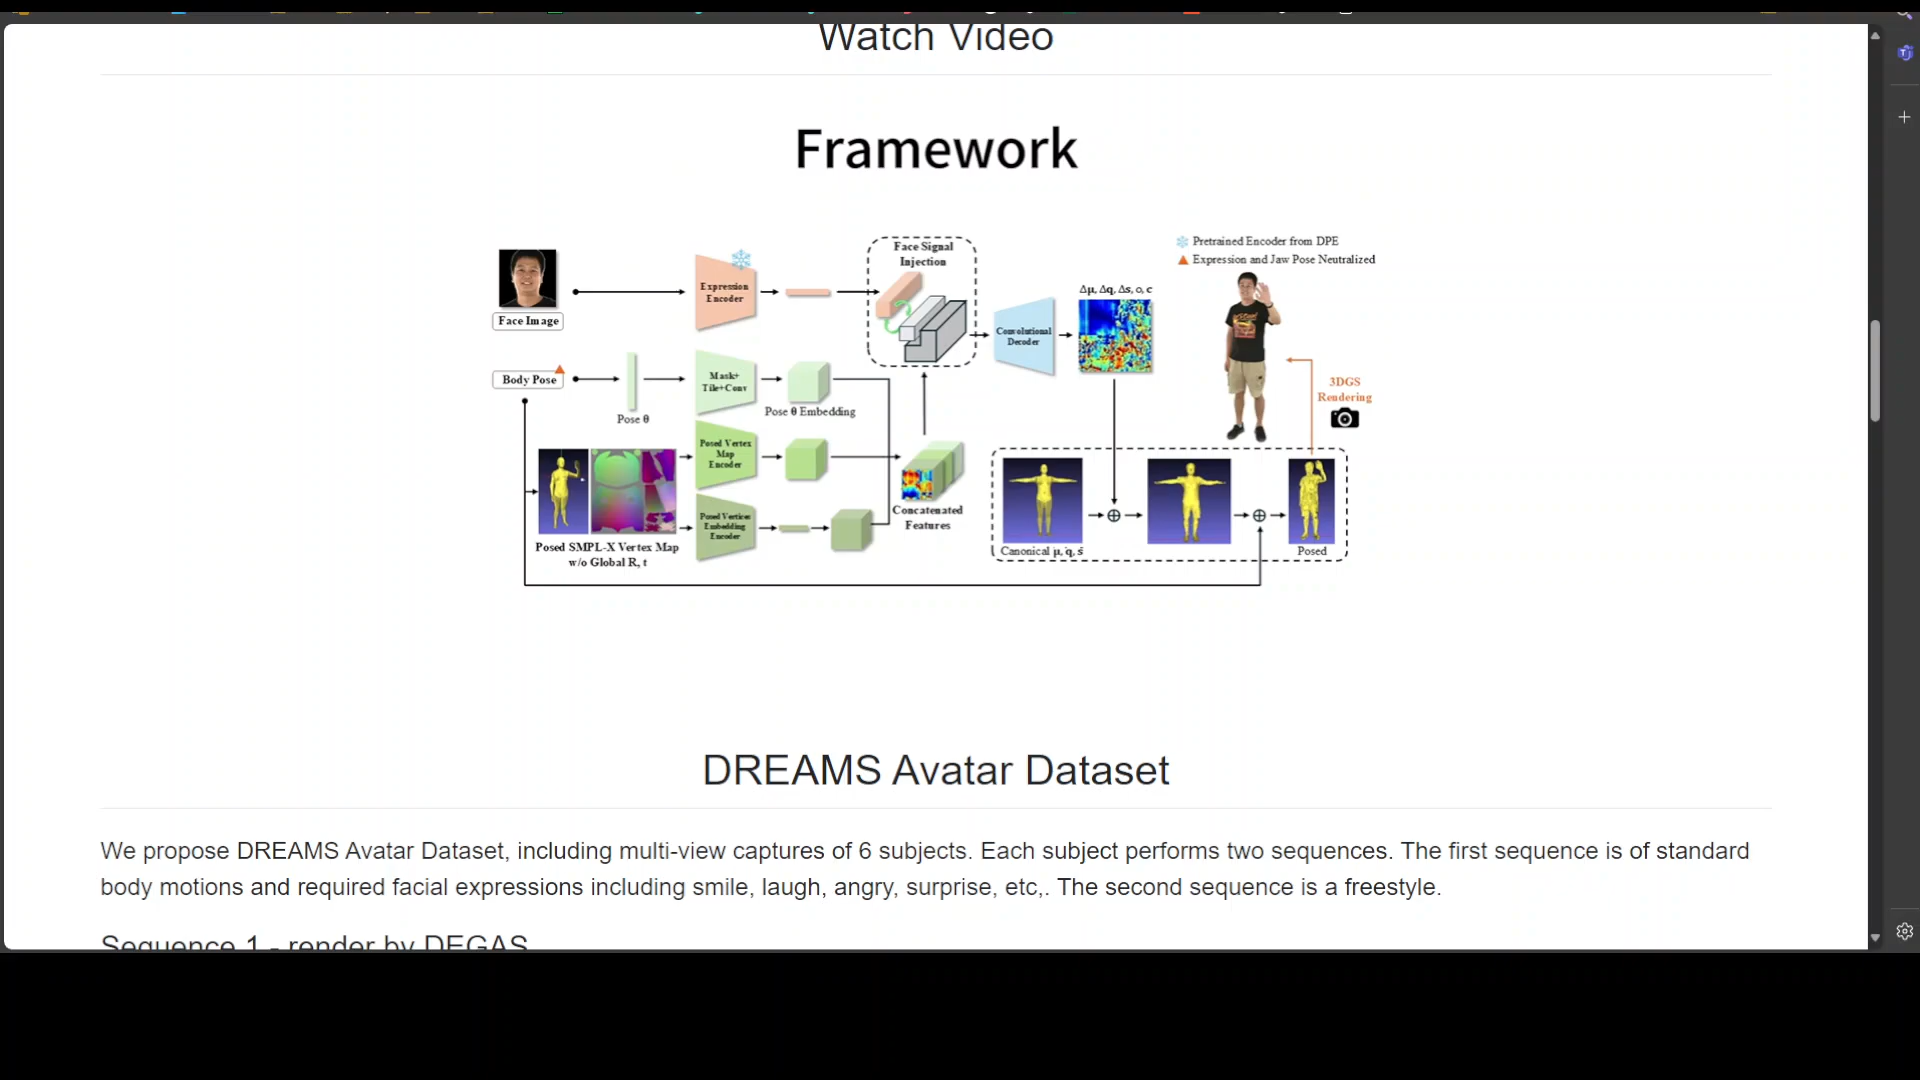 Watch Video
Framework
Face Image
Expression
Encoder
Face Signal
Injection
Convolutional
Decoder
Δμ, Δq, Δs, o, c
Pretrained Encoder from DPE
Expression and Jaw Pose Neutralized
Body Pose
Pose θ
Mask+
Tile+Conv
Pose θ Embedding
Posed Vertex
Map
Encoder
Posed Vertices
Embedding
Encoder
Posed SMPL-X Vertex Map
w/o Global R, t
Concatenated
Features
3DGS
Rendering
Canonical μ, q, s
Posed
DREAMS Avatar Dataset
We propose DREAMS Avatar Dataset, including multi-view captures of 6 subjects. Each subject performs two sequences. The first sequence is of standard
body motions and required facial expressions including smile, laugh, angry, surprise, etc,. The second sequence is a freestyle.
Sequence 1 - render by DEGAS